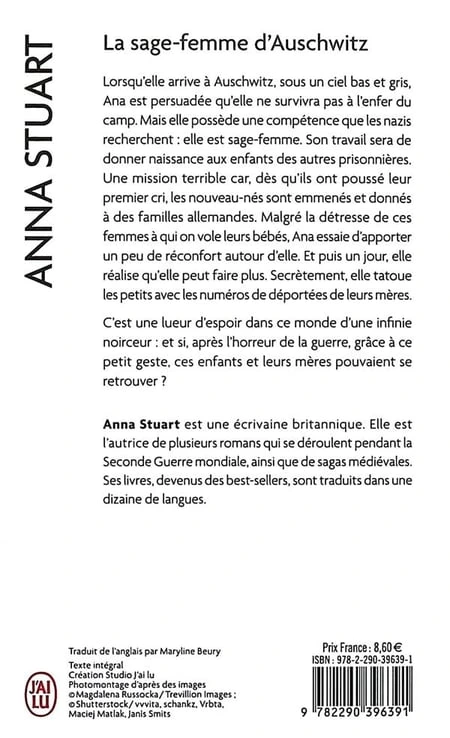 ANNA STUART
La sage-femme d'Auschwitz
Lorsqu'elle arrive à Auschwitz, sous un ciel bas et gris,
Ana est persuadée qu'elle ne survivra pas à l'enfer du
camp. Mais elle possède une compétence que les nazis
recherchent : elle est sage-femme. Son travail sera de
donner naissance aux enfants des autres prisonnières.
Une mission terrible car, dès qu'ils ont poussé leur
premier cri, les nouveau-nés sont emmenés et donnés
à des familles allemandes. Malgré la détresse de ces
femmes à qui on vole leurs bébés, Ana essaie d'apporter
un peu de réconfort autour d'elle. Et puis un jour, elle
réalise qu'elle peut faire plus. Secrètement, elle tatoue
les petits avec les numéros de déportées de leurs mères.
C'est une lueur d'espoir dans ce monde d'une infinie
noirceur : et si, après l'horreur de la guerre, grâce à ce
petit geste, ces enfants et leurs mères pouvaient se
retrouver ?
Anna Stuart est une écrivaine britannique. Elle est
l'autrice de plusieurs romans qui se déroulent pendant la
Seconde Guerre mondiale, ainsi que de sagas médiévales.
Ses livres, devenus des best-sellers, sont traduits dans une
dizaine de langues.
J'AI
LU
Traduit de l'anglais par Maryline Beury
Texte intégral
Création Studio J'ai lu
Photomontage d'après des images
©Magdalena Russocka/ Trevillion Images ;
©Shutterstock/ vvvita, schankz, Vrbta,
Maciej Matlak, Janis Smits
Prix France : 8,60 €
ISBN : 978-2-290-39639-1
9 782290 396391